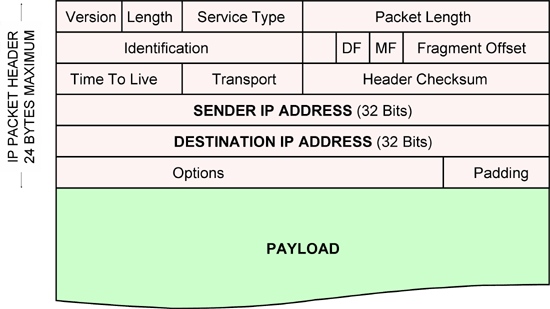 IP PACKET HEADER
24 BYTES MAXIMUM
Version Length Service Type Packet Length
Identification DF MF Fragment Offset
Time To Live Transport Header Checksum
SENDER IP ADDRESS (32 Bits)
DESTINATION IP ADDRESS (32 Bits)
Options Padding
PAYLOAD